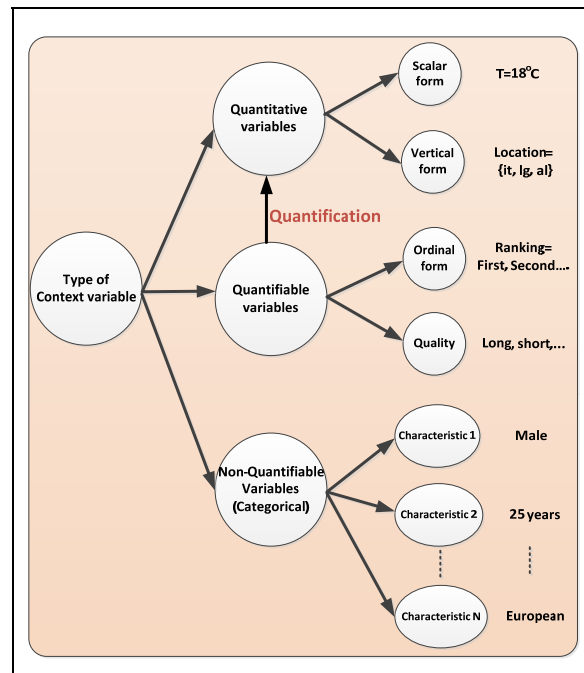 Scalar
form
T=18°C
Quantitative
variables
Vertical
form
Location=
{it, lg, al}
Quantification
Type of
Context variable
Quantifiable
variables
Ordinal
form
Ranking=
First, Second....
Quality
Long, short,...
Non-Quantifiable
Variables
(Categorical)
Characteristic 1
Male
Characteristic 2
25 years
Characteristic N
European